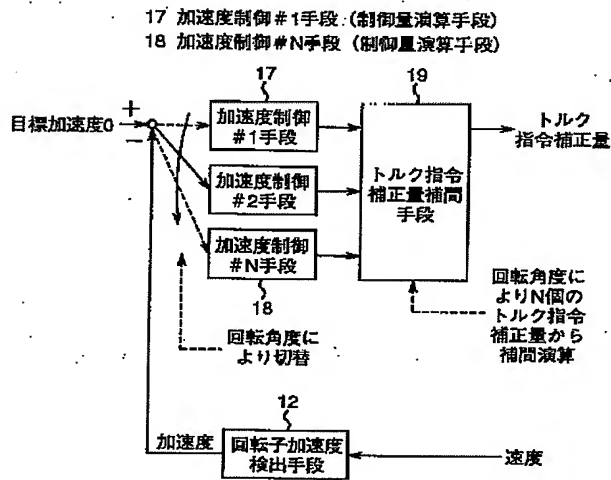 17 加速度制御#1手段 (制御量演算手段)
18 加速度制御#N手段 (制御量演算手段)
17
19
目標加速度0
+
−
加速度制御
#1手段
加速度制御
#2手段
加速度制御
#N手段
18
トルク指令
補正量補間
手段
トルク
指令補正量
回転角度に
より切替
回転角度に
よりN個の
トルク指令
補正量から
補間演算
12
加速度
回転子加速度
検出手段
速度